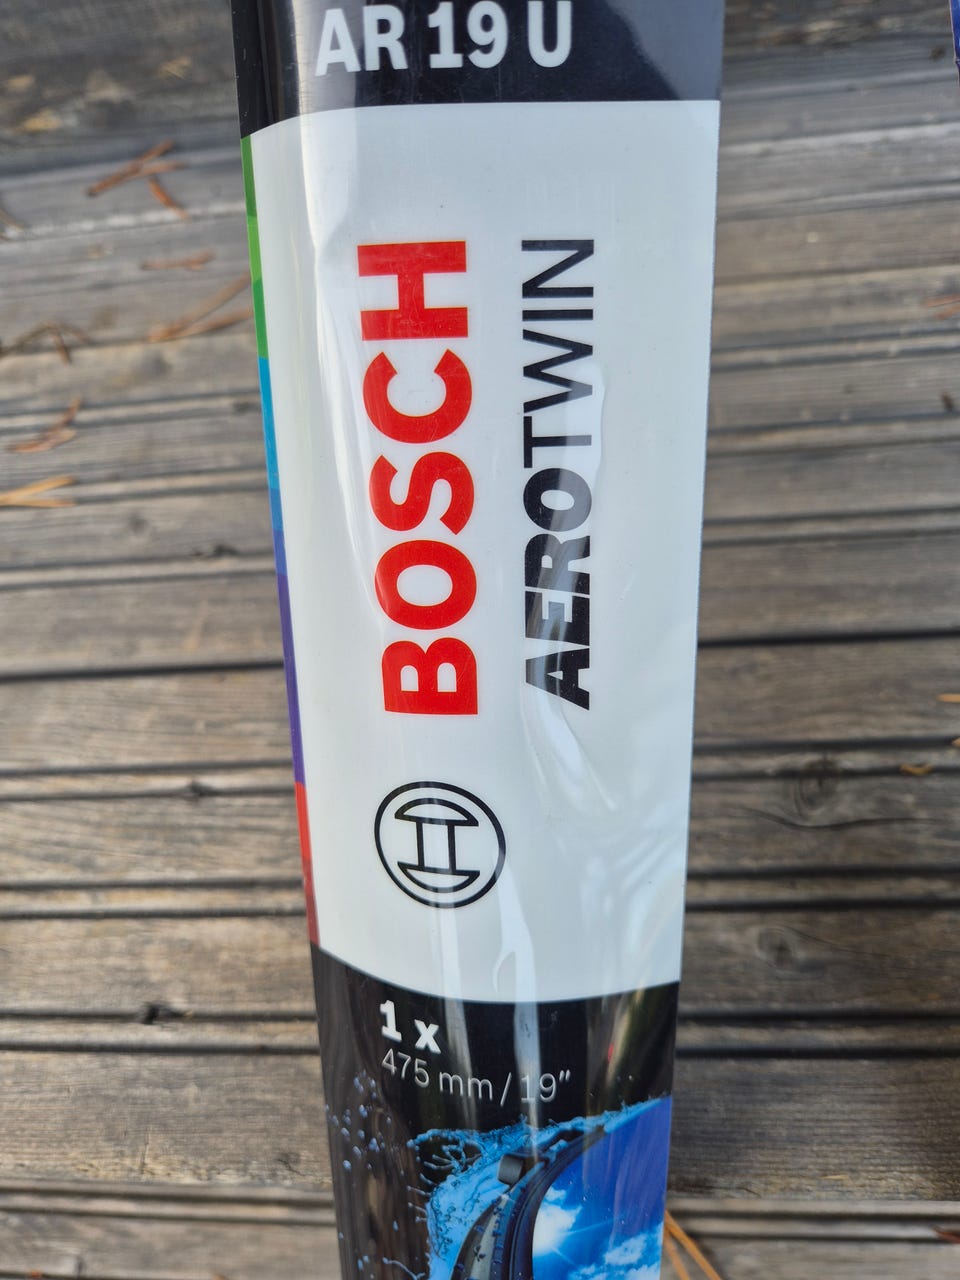 AR 19 U
BOSCH
AEROTWIN
1 x
475 mm / 19"